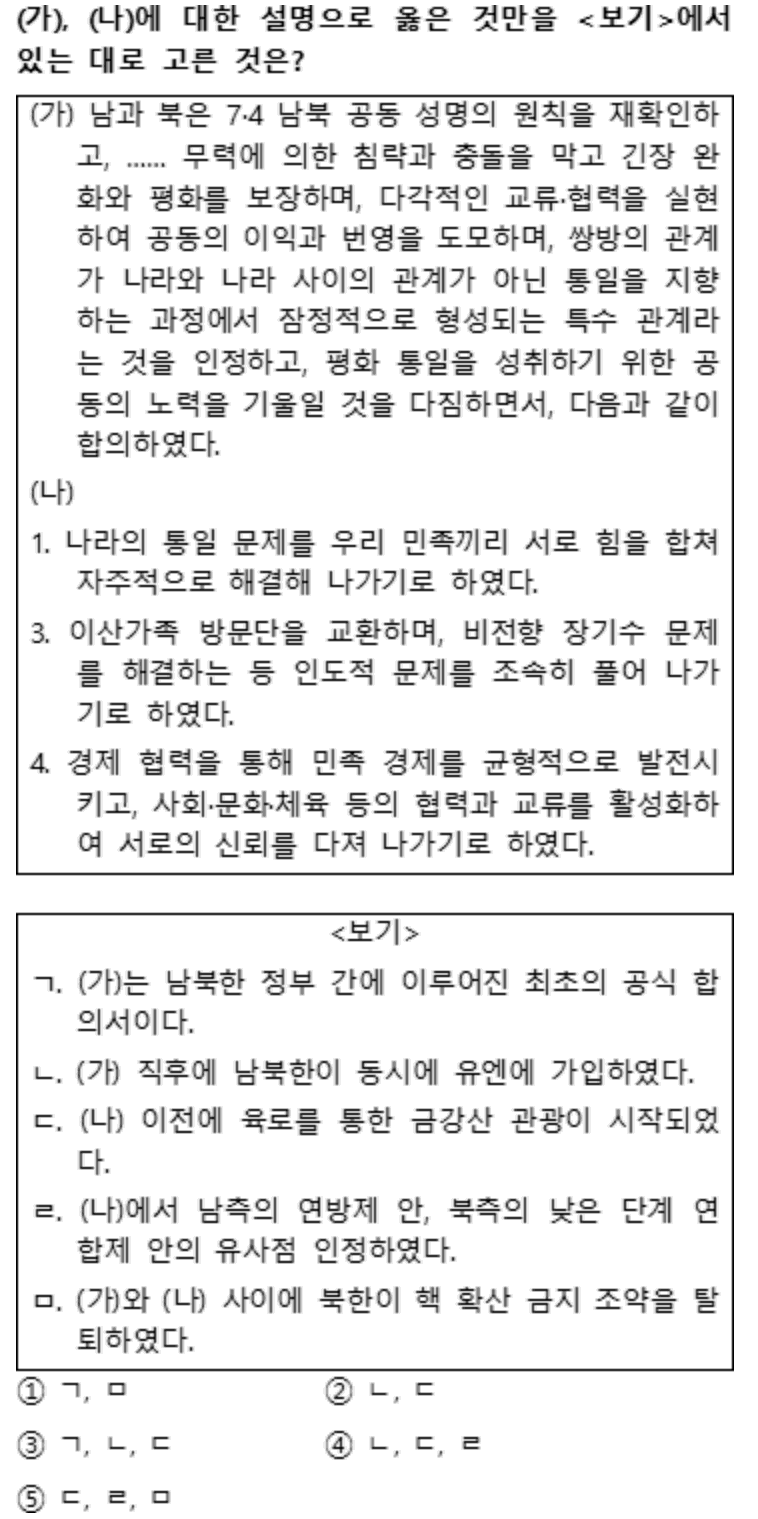 (가), (나)에 대한 설명으로 옳은 것만을 <보기>에서
있는 대로 고른 것은?
(가) 남과 북은 7·4 남북 공동 성명의 원칙을 재확인하
고, …… 무력에 의한 침략과 충돌을 막고 긴장 완
화와 평화를 보장하며, 다각적인 교류·협력을 실현
하여 공동의 이익과 번영을 도모하며, 쌍방의 관계
가 나라와 나라 사이의 관계가 아닌 통일을 지향
하는 과정에서 잠정적으로 형성되는 특수 관계라
는 것을 인정하고, 평화 통일을 성취하기 위한 공
동의 노력을 기울일 것을 다짐하면서, 다음과 같이
합의하였다.
(나)
1. 나라의 통일 문제를 우리 민족끼리 서로 힘을 합쳐
자주적으로 해결해 나가기로 하였다.
3. 이산가족 방문단을 교환하며, 비전향 장기수 문제
를 해결하는 등 인도적 문제를 조속히 풀어 나가
기로 하였다.
4. 경제 협력을 통해 민족 경제를 균형적으로 발전시
키고, 사회·문화·체육 등의 협력과 교류를 활성화하
여 서로의 신뢰를 다져 나가기로 하였다.
<보기>
ㄱ. (가)는 남북한 정부 간에 이루어진 최초의 공식 합
의서이다.
ㄴ. (가) 직후에 남북한이 동시에 유엔에 가입하였다.
ㄷ. (나) 이전에 육로를 통한 금강산 관광이 시작되었
다.
ㄹ. (나)에서 남측의 연방제 안, 북측의 낮은 단계 연
합제 안의 유사점 인정하였다.
ㅁ. (가)와 (나) 사이에 북한이 핵 확산 금지 조약을 탈
퇴하였다.
① ㄱ, ㅁ ② ㄴ, ㄷ
③ ㄱ, ㄴ, ㄷ ④ ㄴ, ㄷ, ㄹ
⑤ ㄷ, ㄹ, ㅁ